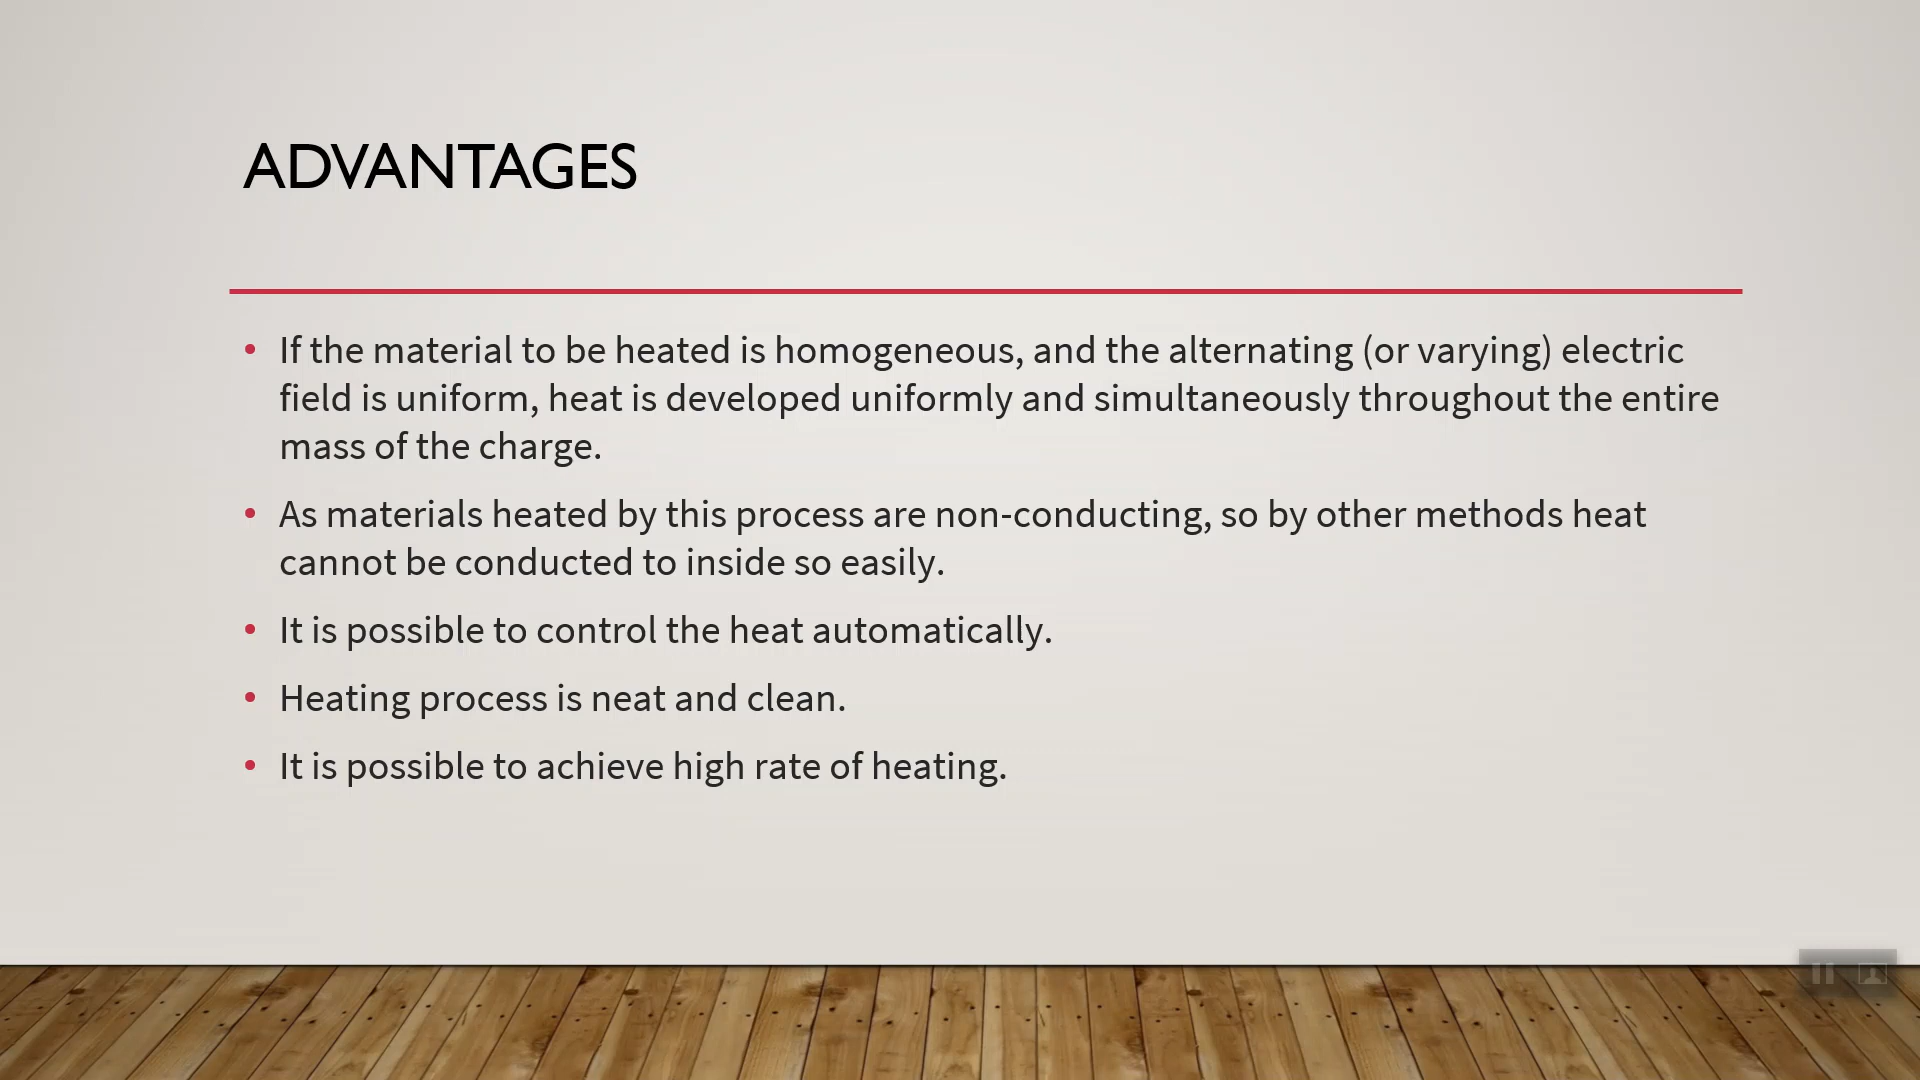 ADVANTAGES
• If the material to be heated is homogeneous, and the alternating (or varying) electric
field is uniform, heat is developed uniformly and simultaneously throughout the entire
mass of the charge.
• As materials heated by this process are non-conducting, so by other methods heat
cannot be conducted to inside so easily.
• It is possible to control the heat automatically.
• Heating process is neat and clean.
• It is possible to achieve high rate of heating.